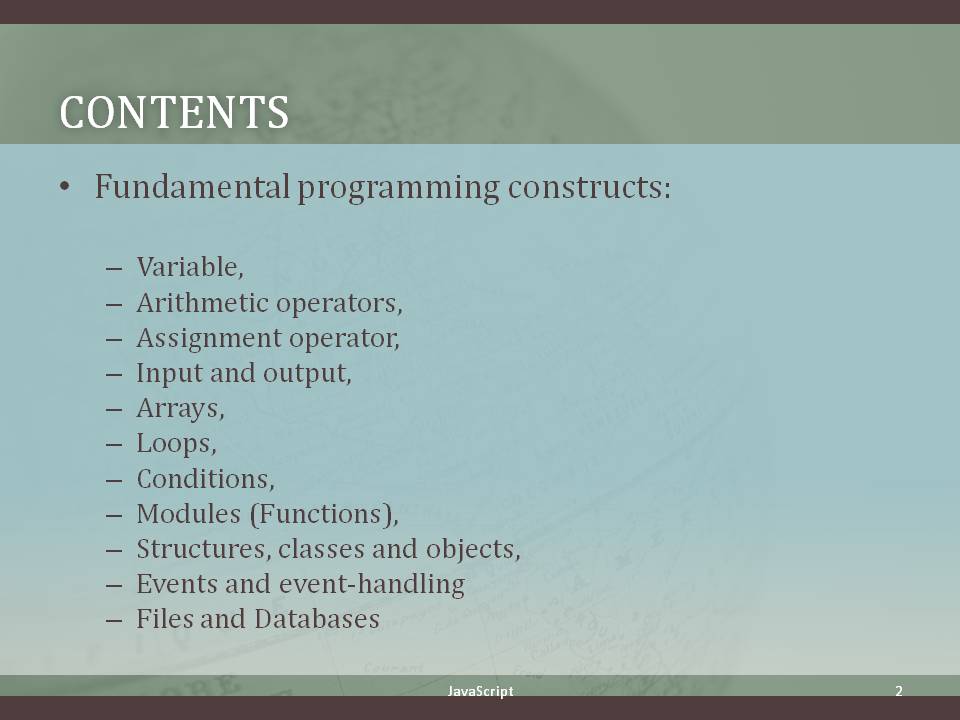 CONTENTS
• Fundamental programming constructs:
– Variable,
– Arithmetic operators,
– Assignment operator,
– Input and output,
– Arrays,
– Loops,
– Conditions,
– Modules (Functions),
– Structures, classes and objects,
– Events and event-handling
– Files and Databases
JavaScript
2